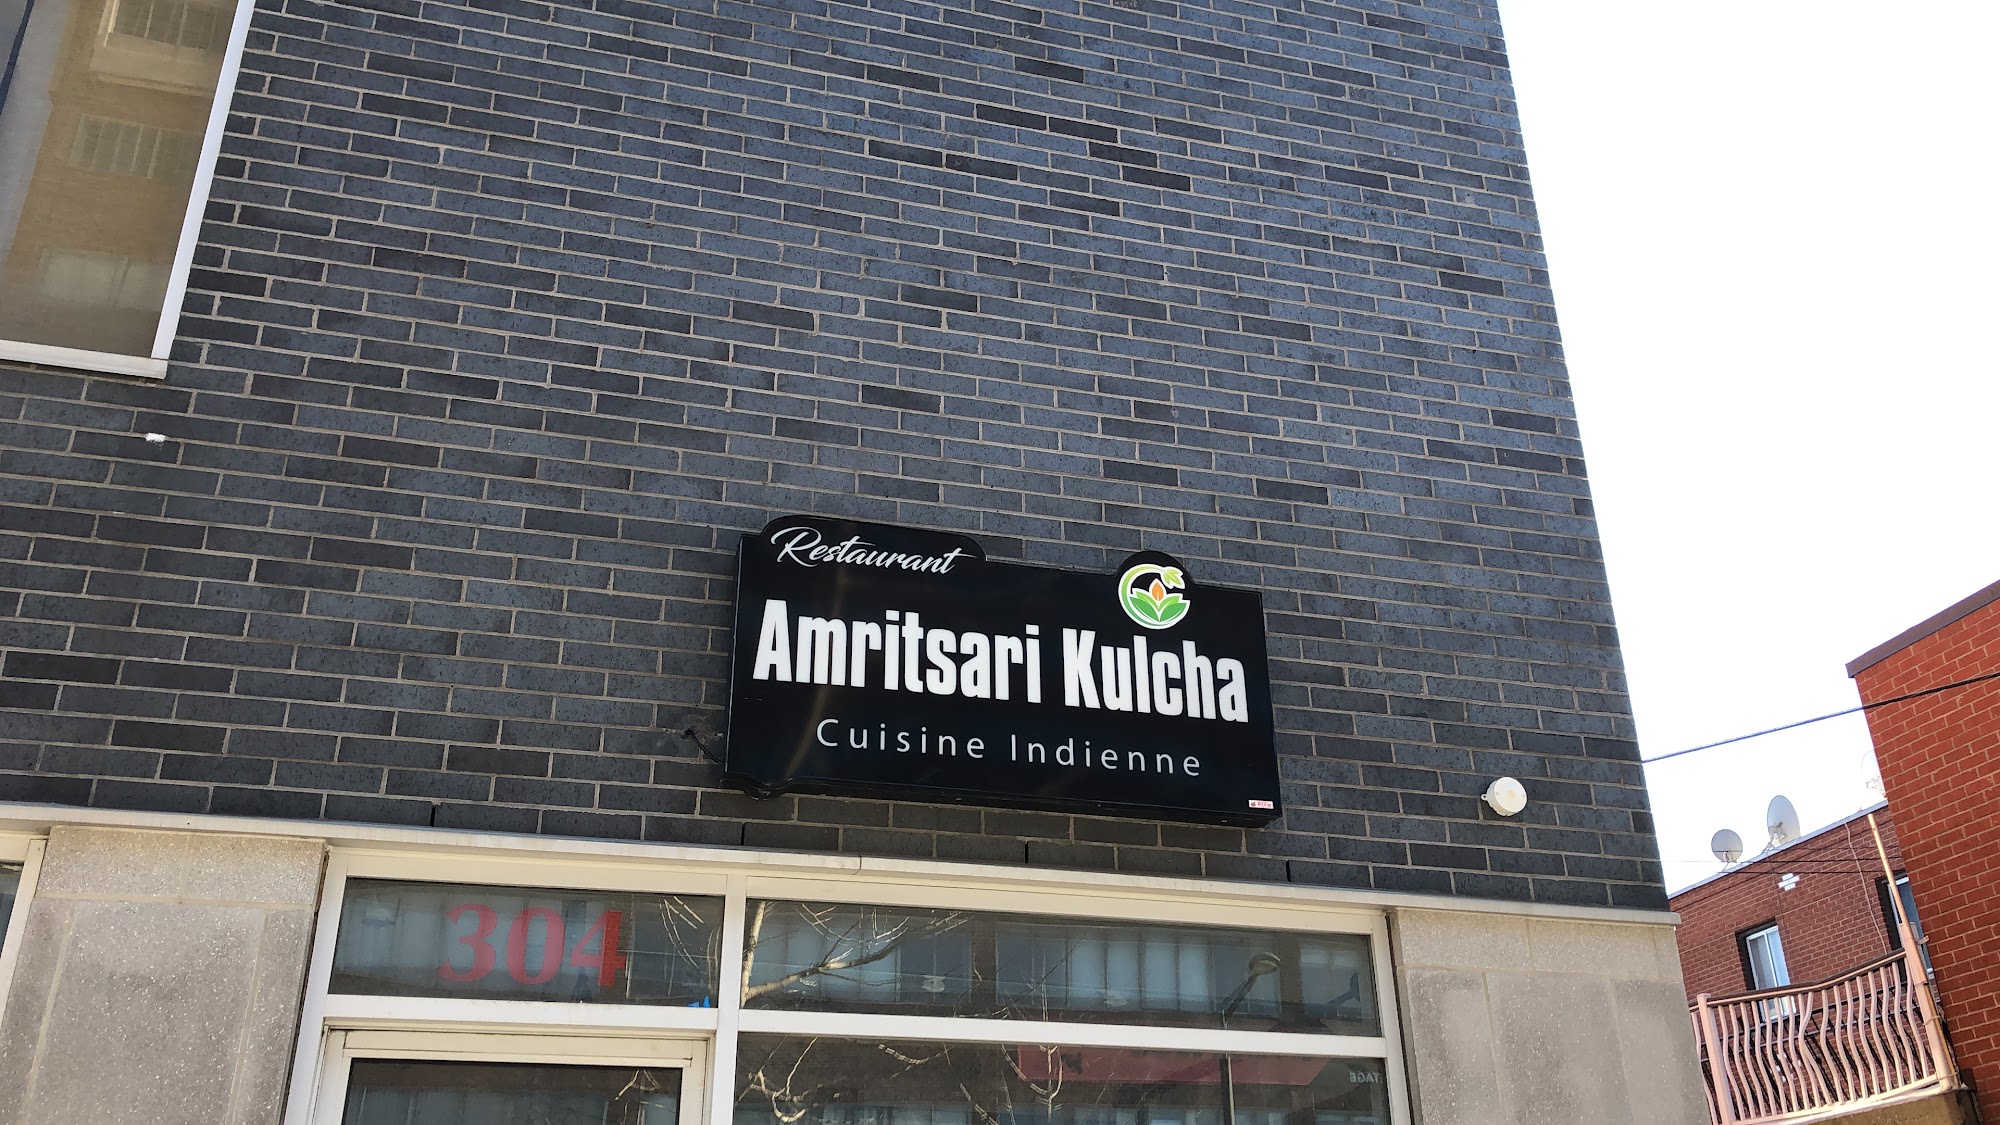 Restaurant
Amritsari Kulcha
Cuisine Indienne
304